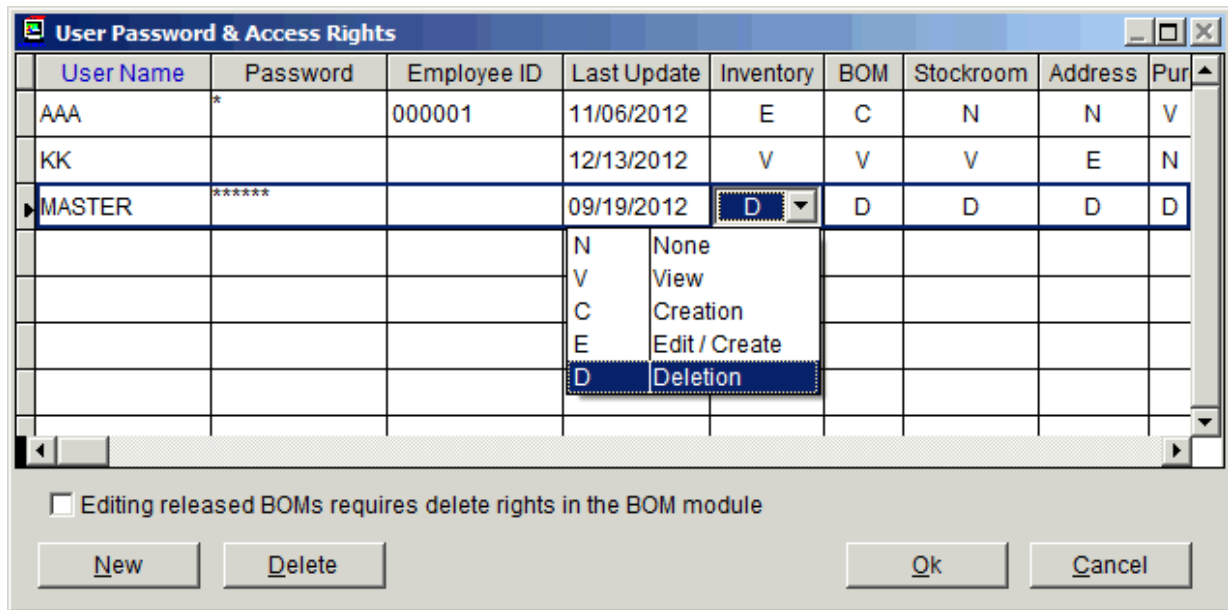 User Password & Access Rights
User Name Password Employee ID Last Update Inventory BOM Stockroom Address Pur
AAA * 000001 11/06/2012 E C N N V
KK 12/13/2012 V V V E N
MASTER ****** 09/19/2012 D D D D D
N None
V View
C Creation
E Edit / Create
D Deletion
Editing released BOMs requires delete rights in the BOM module
New Delete Ok Cancel